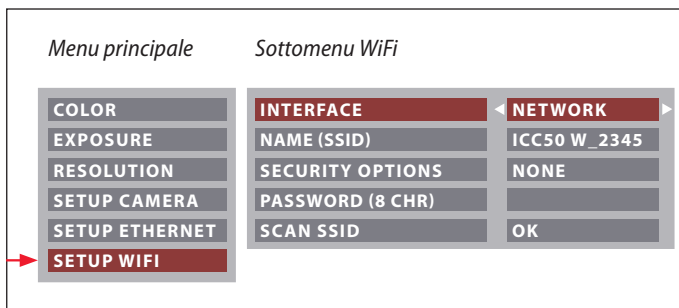 Menu principale Sottomenu WiFi
COLOR INTERFACE NETWORK
EXPOSURE NAME (SSID) ICC50 W_2345
RESOLUTION SECURITY OPTIONS NONE
SETUP CAMERA PASSWORD (8 CHR)
SETUP ETHERNET SCAN SSID OK
SETUP WIFI